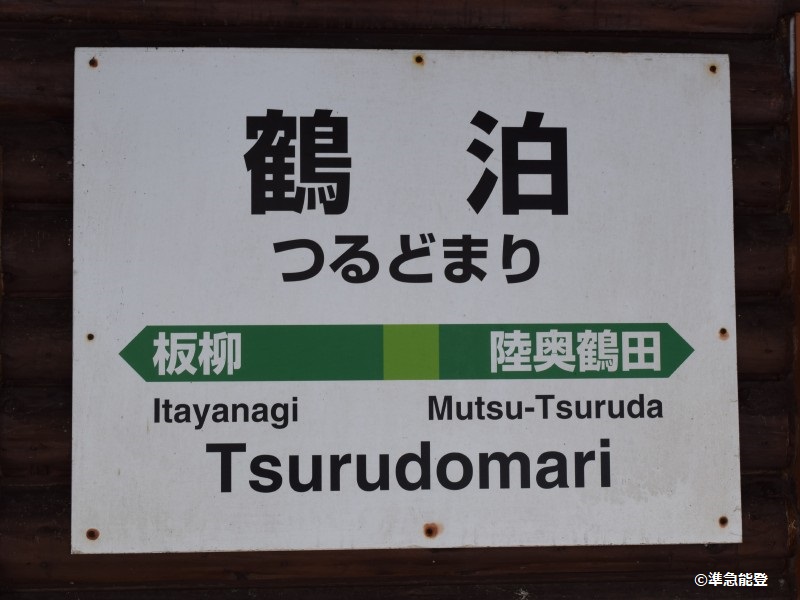 鶴泊
つるどまり
板柳 陸奥鶴田
Itayanagi Mutsu-Tsuruda
Tsurudomari
©準急能登